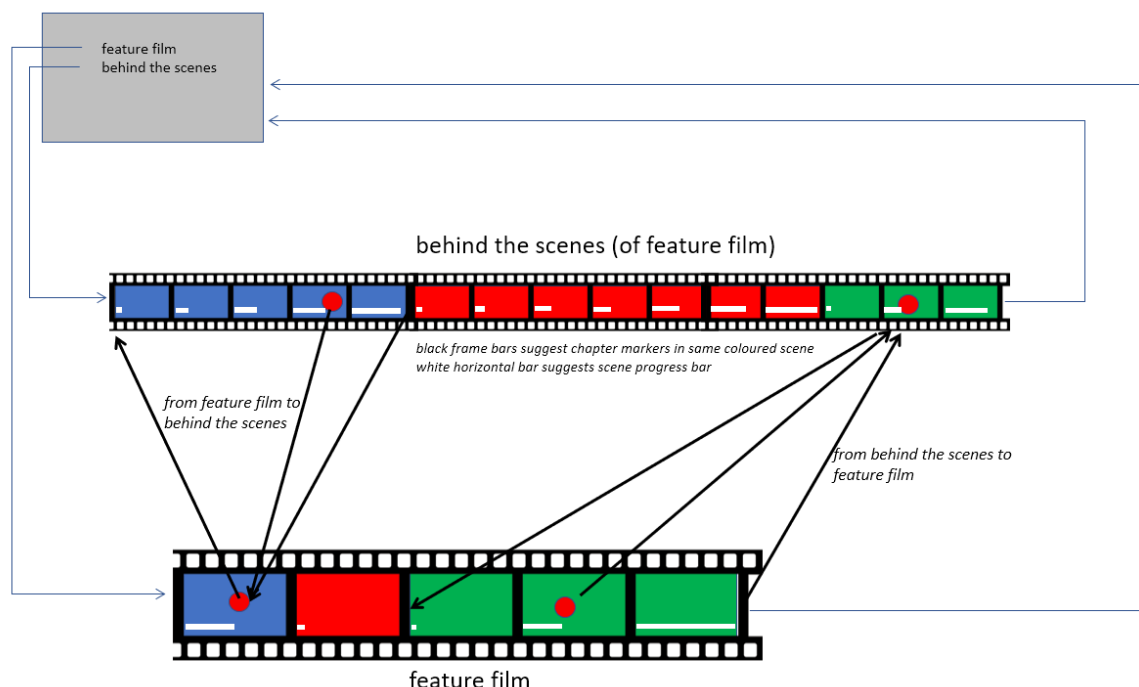 feature film
behind the scenes
behind the scenes (of feature film)
black frame bars suggest chapter markers in same coloured scene
white horizontal bar suggests scene progress bar
from feature film to
behind the scenes
from behind the scenes to
feature film
feature film